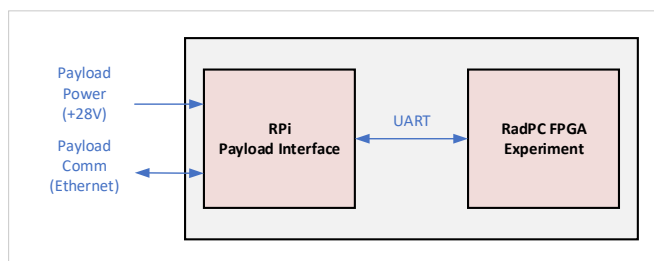 Payload
Power
(+28V)
Payload
Comm
(Ethernet)
RPi
Payload Interface
UART
RadPC FPGA
Experiment